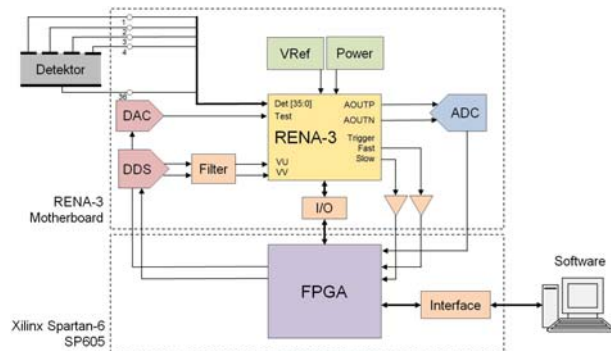 1
2
3
4
Detektor
36
VRef
Power
DAC
Det [35:0]
Test
AOUTP
AOUTN
ADC
RENA-3
Trigger
Fast
Slow
DDS
Filter
VU
VV
I/O
RENA-3
Motherboard
FPGA
Interface
Software
Xilinx Spartan-6
SP605